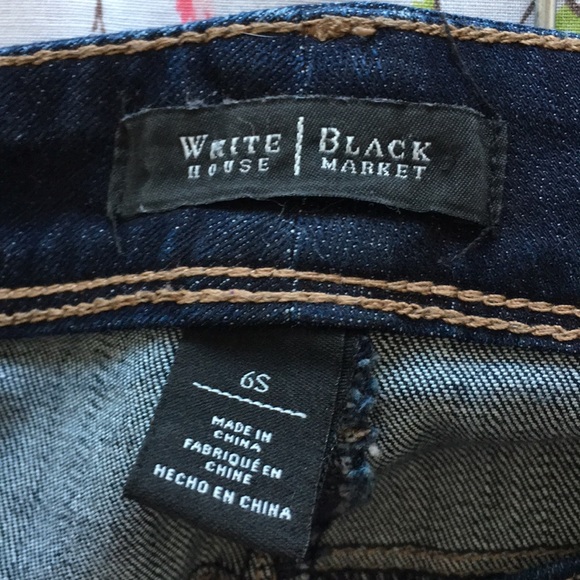 WHITE | BLACK
HOUSE | MARKET
6S
MADE IN
CHINA
FABRIQUÉ EN
CHINE
HECHO EN CHINA